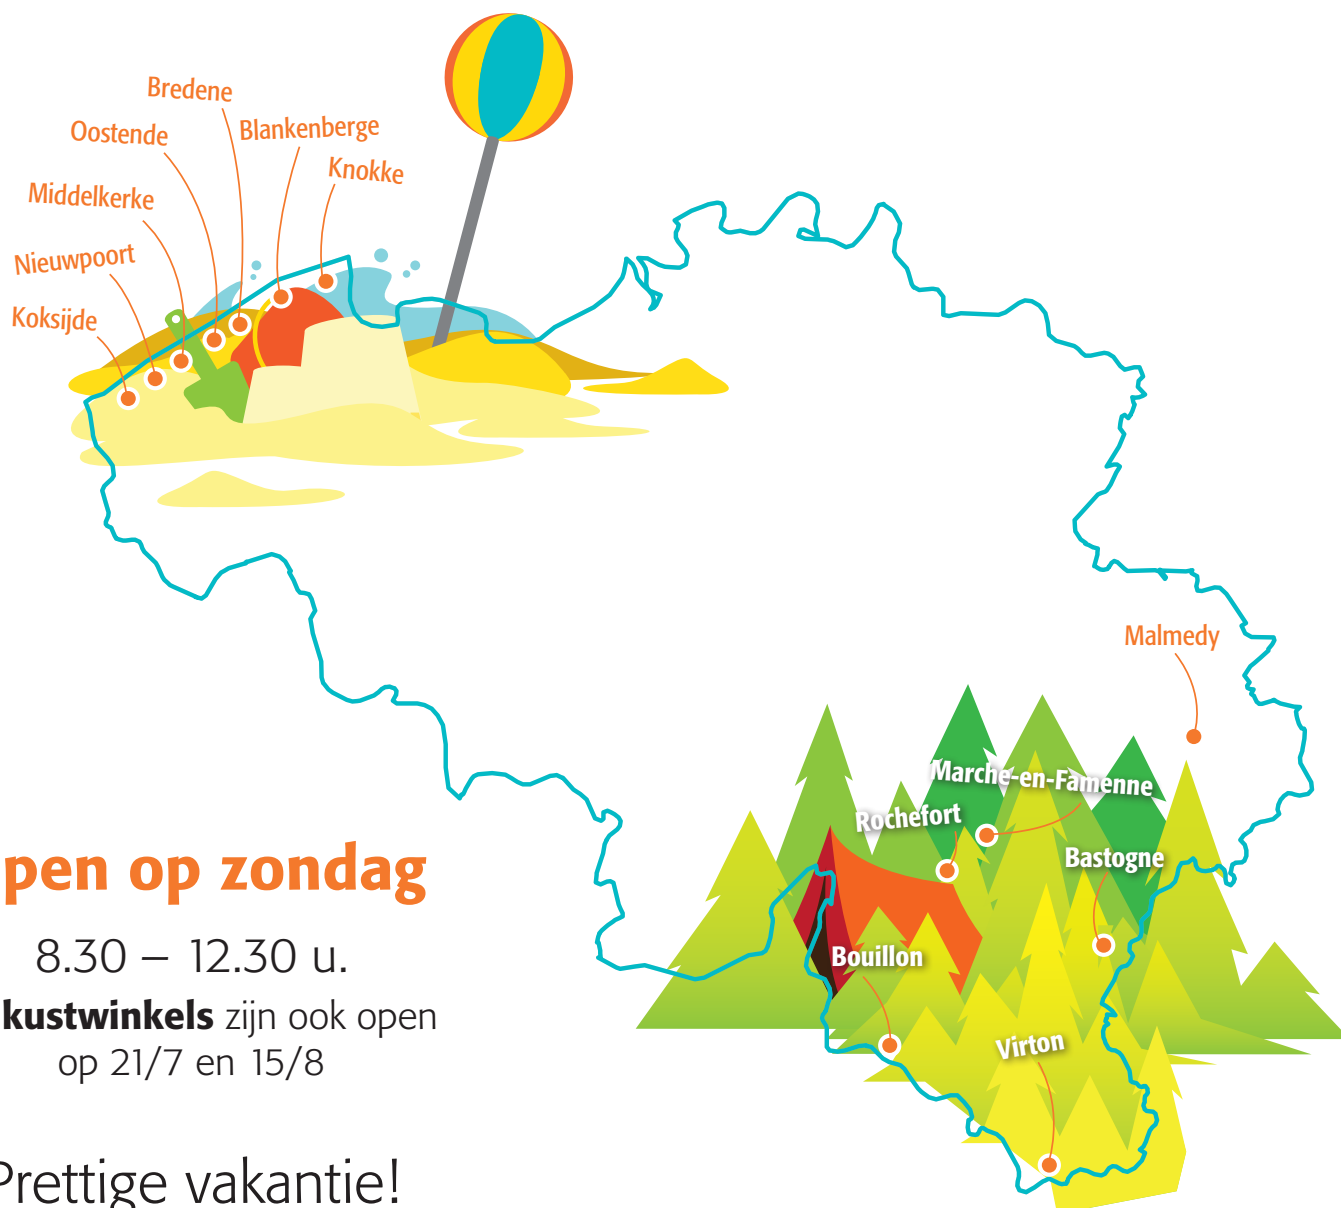 Bredene
Oostende
Blankenberge
Knokke
Middelkerke
Nieuwpoort
Koksijde
Malmedy
Marche-en-Famenne
Rochefort
Bastogne
Bouillon
Virton
pen op zondag
8.30 – 12.30 u.
kustwinkels zijn ook open
op 21/7 en 15/8
Prettige vakantie!